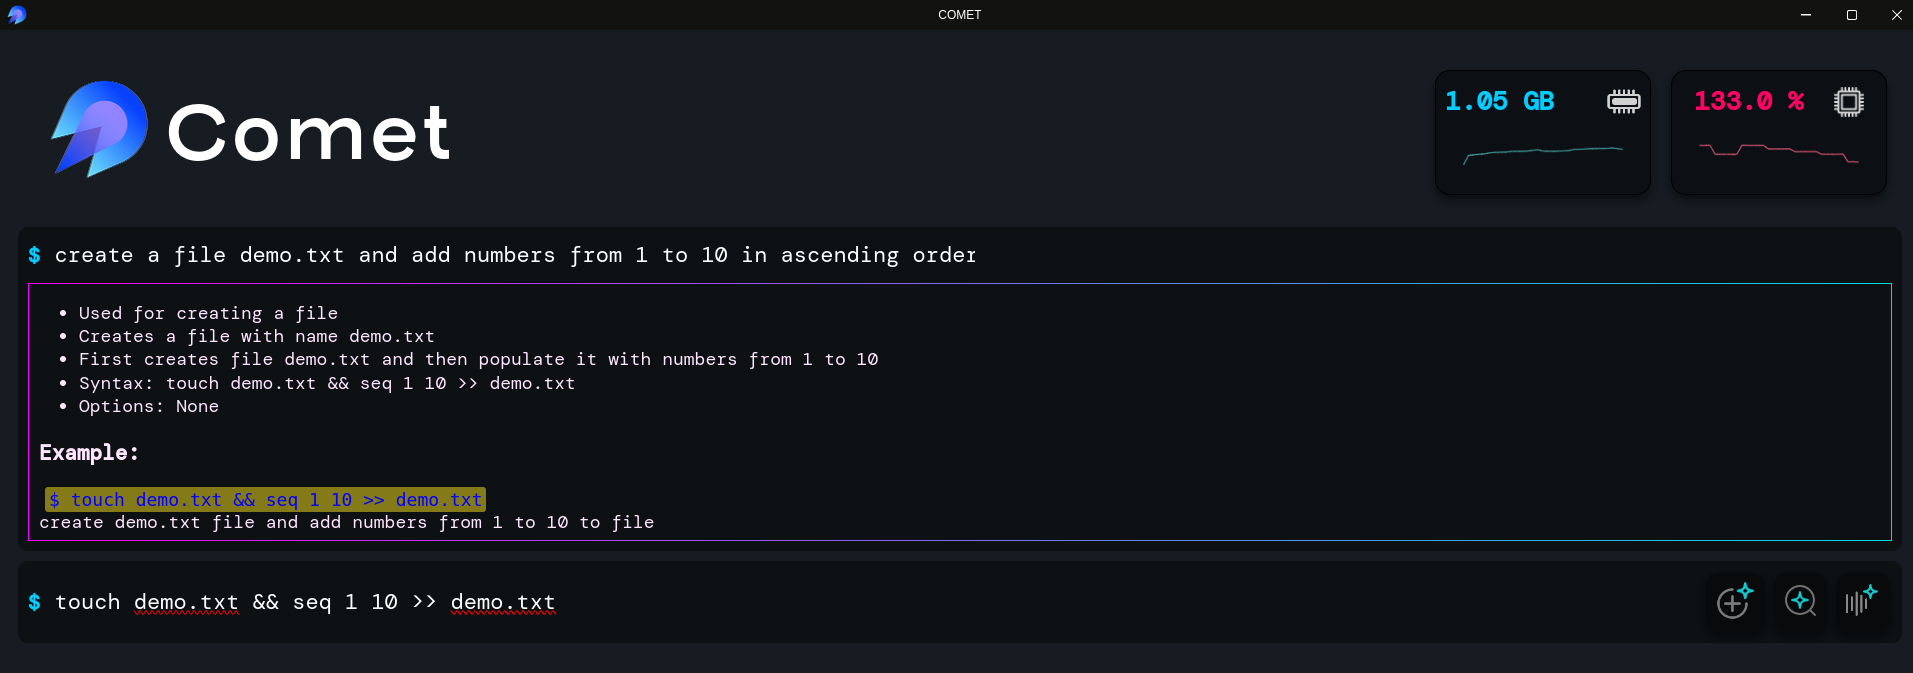 COMET
Comet
1.05 GB
133.0 %
$ create a file demo.txt and add numbers from 1 to 10 in ascending order
• Used for creating a file
• Creates a file with name demo.txt
• First creates file demo.txt and then populate it with numbers from 1 to 10
• Syntax: touch demo.txt && seq 1 10 >> demo.txt
• Options: None
Example:
$ touch demo.txt && seq 1 10 >> demo.txt
create demo.txt file and add numbers from 1 to 10 to file
$ touch demo.txt && seq 1 10 >> demo.txt